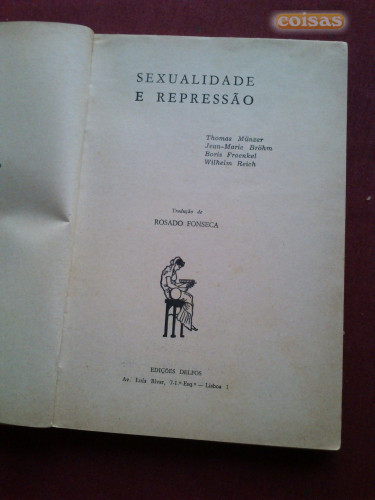 coisas
SEXUALIDADE
E REPRESSÃO
Thomas Münzer
Jean-Marie Bröhm
Boris Fraenkel
Wilhelm Reich
Tradução de
ROSADO FONSECA
EDIÇÕES DELFOS
Av. Luís Bívar, 7-1.º Esq.º — Lisboa 1